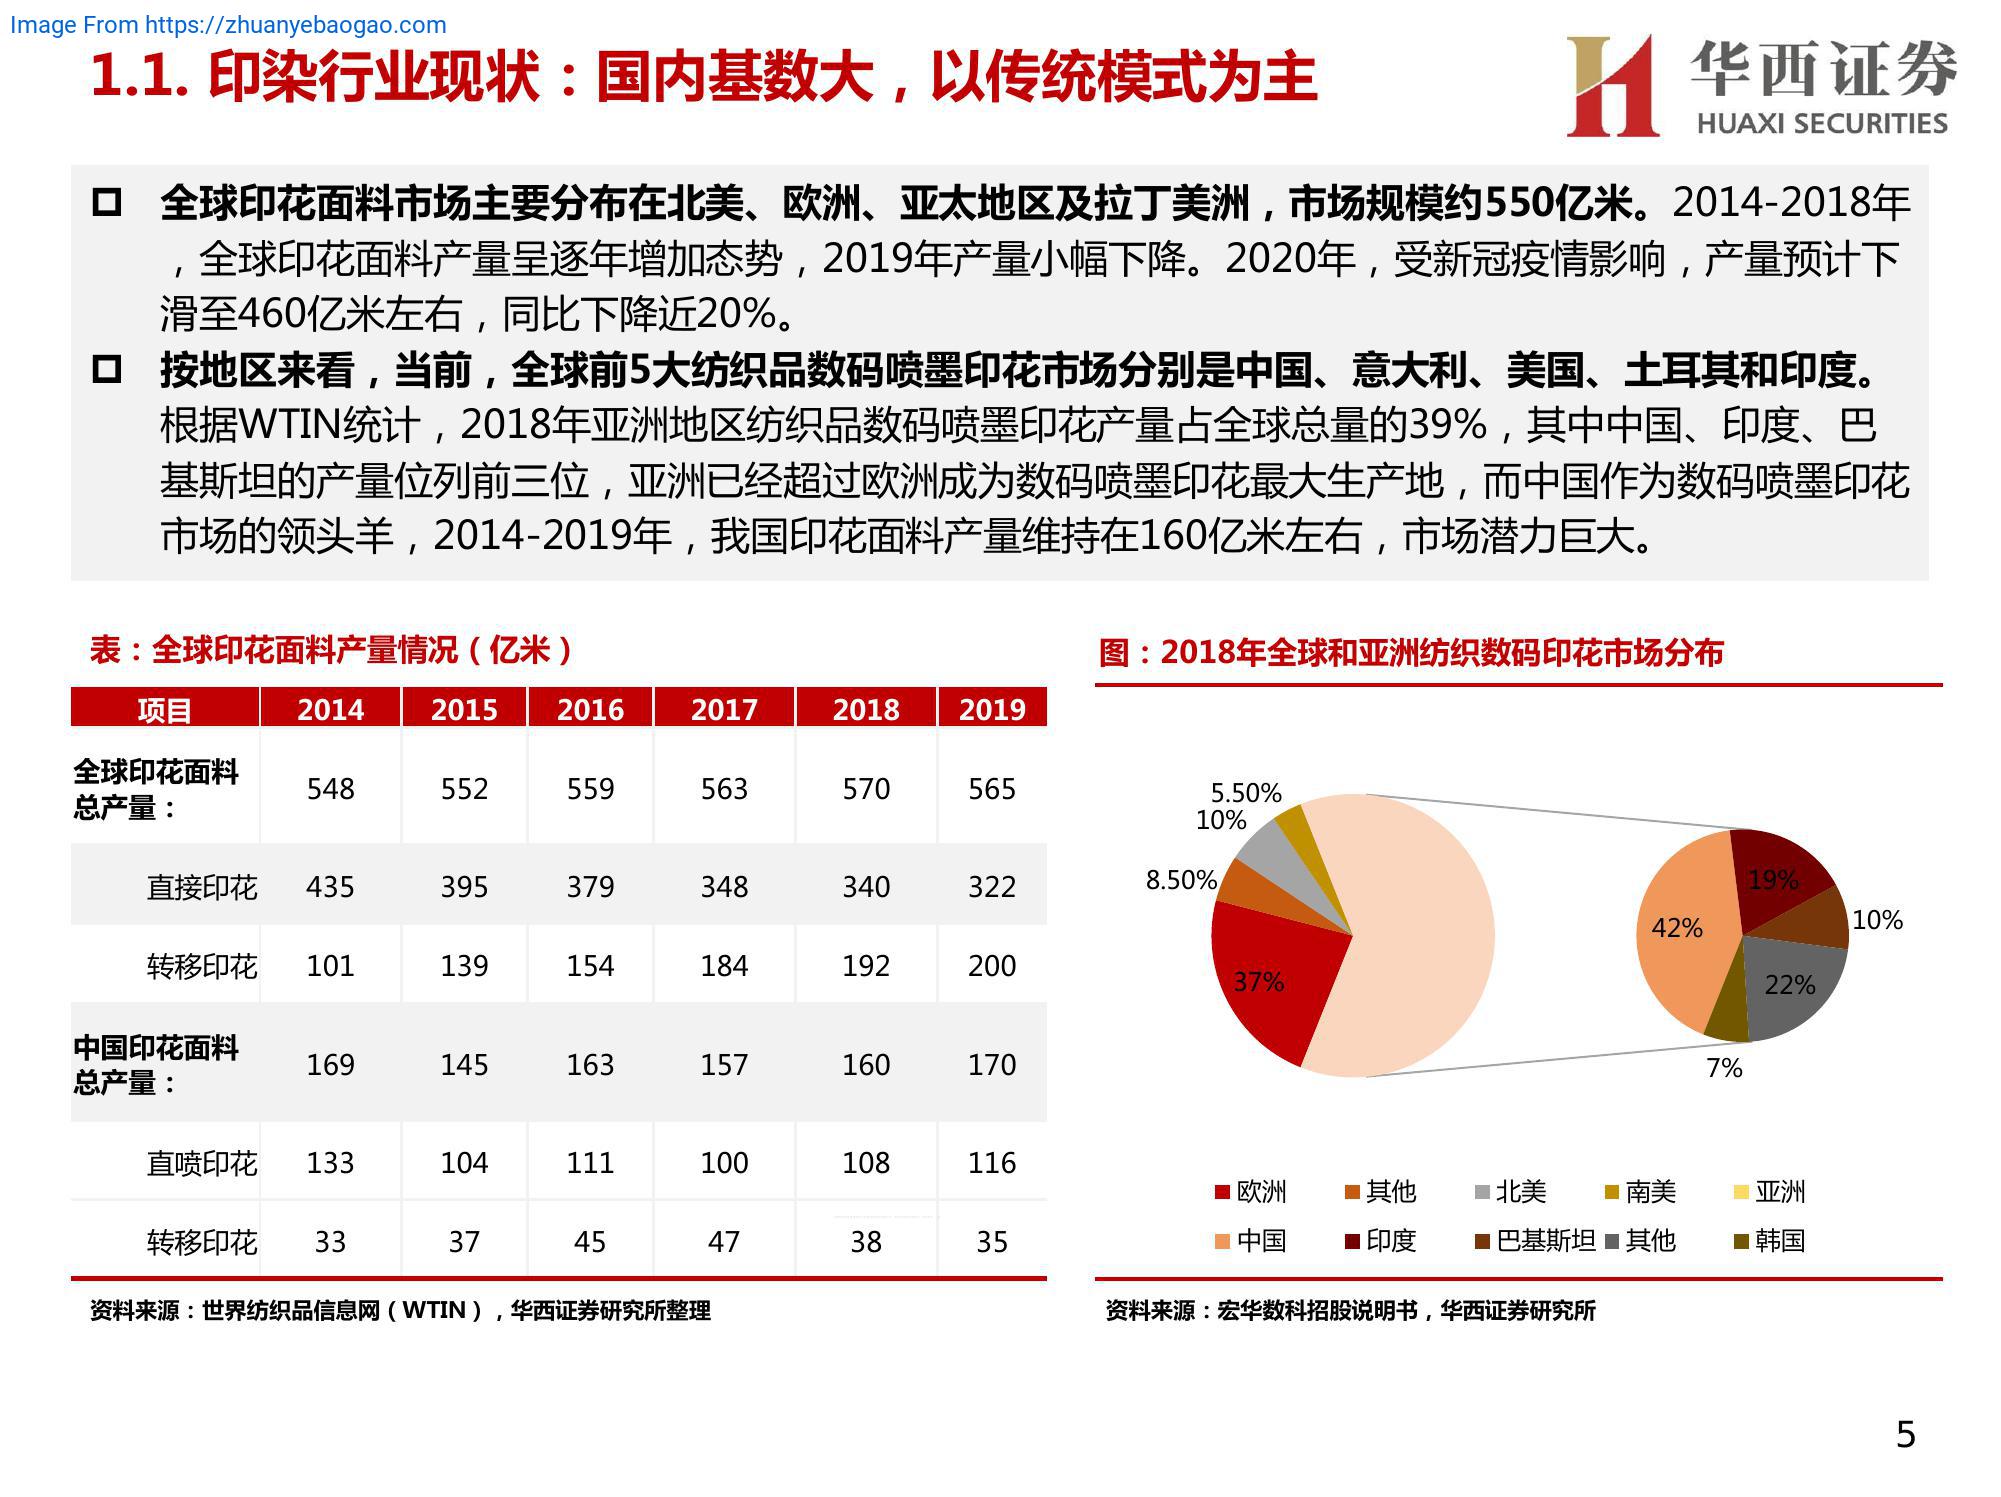 Image From https://zhuanyebaogao.com
1.1. 印染行业现状：国内基数大，以传统模式为主
华西证券
HUAXI SECURITIES
全球印花面料市场主要分布在北美、欧洲、亚太地区及拉丁美洲，市场规模约550亿米。2014-2018年
，全球印花面料产量呈逐年增加态势，2019年产量小幅下降。2020年，受新冠疫情影响，产量预计下
滑至460亿米左右，同比下降近20%。
按地区来看，当前，全球前5大纺织品数码喷墨印花市场分别是中国、意大利、美国、土耳其和印度。
根据WTIN统计，2018年亚洲地区纺织品数码喷墨印花产量占全球总量的39%，其中中国、印度、巴
基斯坦的产量位列前三位，亚洲已经超过欧洲成为数码喷墨印花最大生产地，而中国作为数码喷墨印花
市场的领头羊，2014-2019年，我国印花面料产量维持在160亿米左右，市场潜力巨大。
表：全球印花面料产量情况（亿米）
项目 2014 2015 2016 2017 2018 2019
全球印花面料
总产量： 548 552 559 563 570 565
直接印花 435 395 379 348 340 322
转移印花 101 139 154 184 192 200
中国印花面料
总产量： 169 145 163 157 160 170
直喷印花 133 104 111 100 108 116
转移印花 33 37 45 47 38 35
资料来源：世界纺织品信息网（WTIN），华西证券研究所整理
图：2018年全球和亚洲纺织数码印花市场分布
5.50%
10%
8.50%
37%
19%
42%
10%
22%
7%
欧洲 其他 北美 南美 亚洲
中国 印度 巴基斯坦 其他 韩国
资料来源：宏华数科招股说明书，华西证券研究所
5